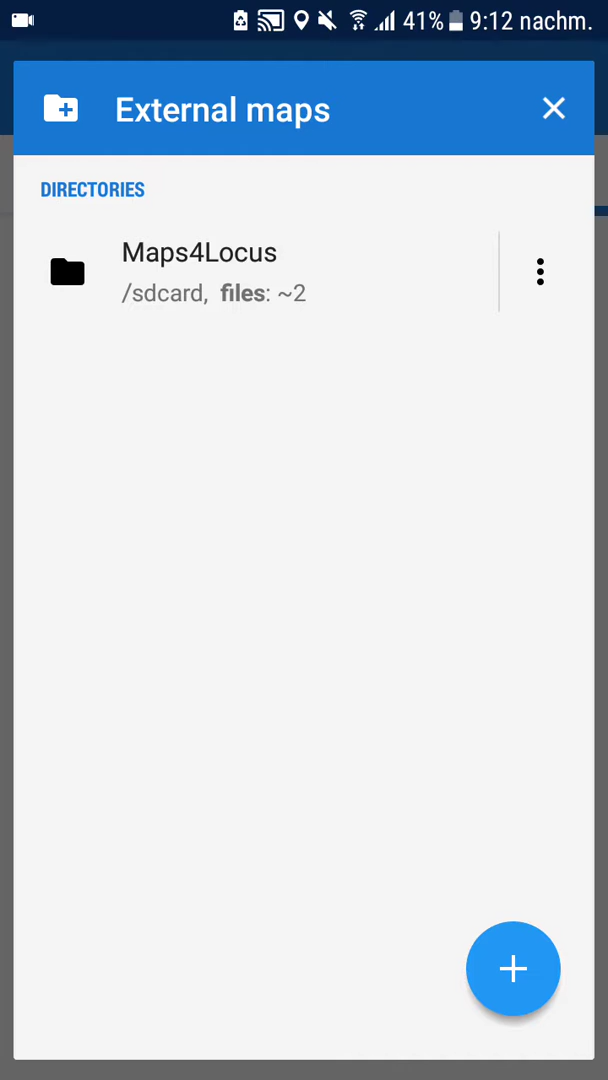 41% 9:12 nachm.
External maps
DIRECTORIES
Maps4Locus
/sdcard, files: ~2